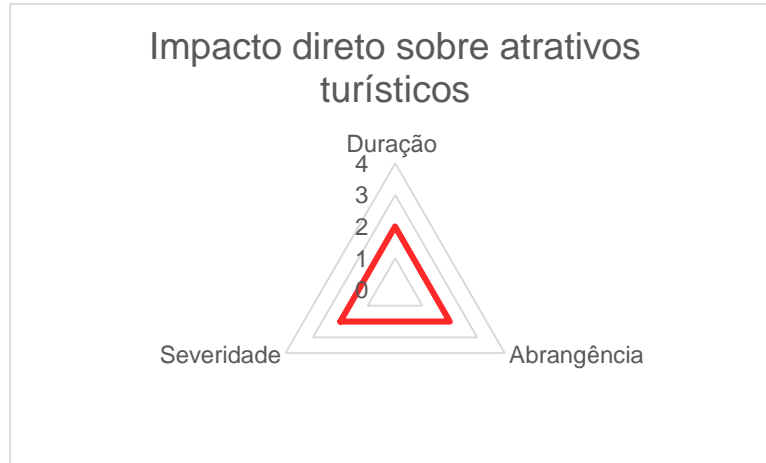 Impacto direto sobre atrativos
turísticos
Duração
4
3
2
1
0
Severidade
Abrangência